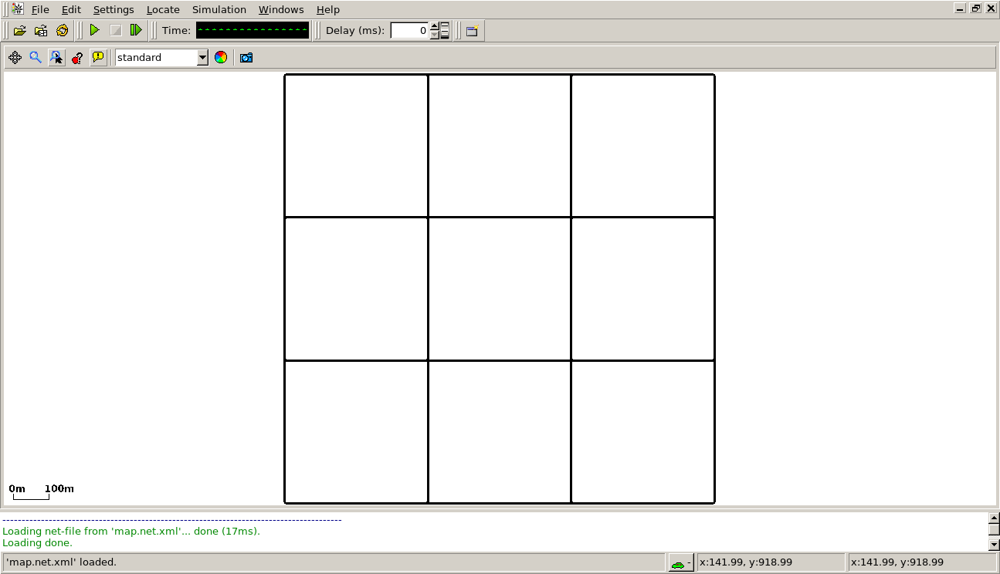 File Edit Settings Locate Simulation Windows Help
Time: Delay (ms): 0
standard
0m 100m
Loading net-file from 'map.net.xml'... done (17ms).
Loading done.
'map.net.xml' loaded. - x:141.99, y:918.99 x:141.99, y:918.99